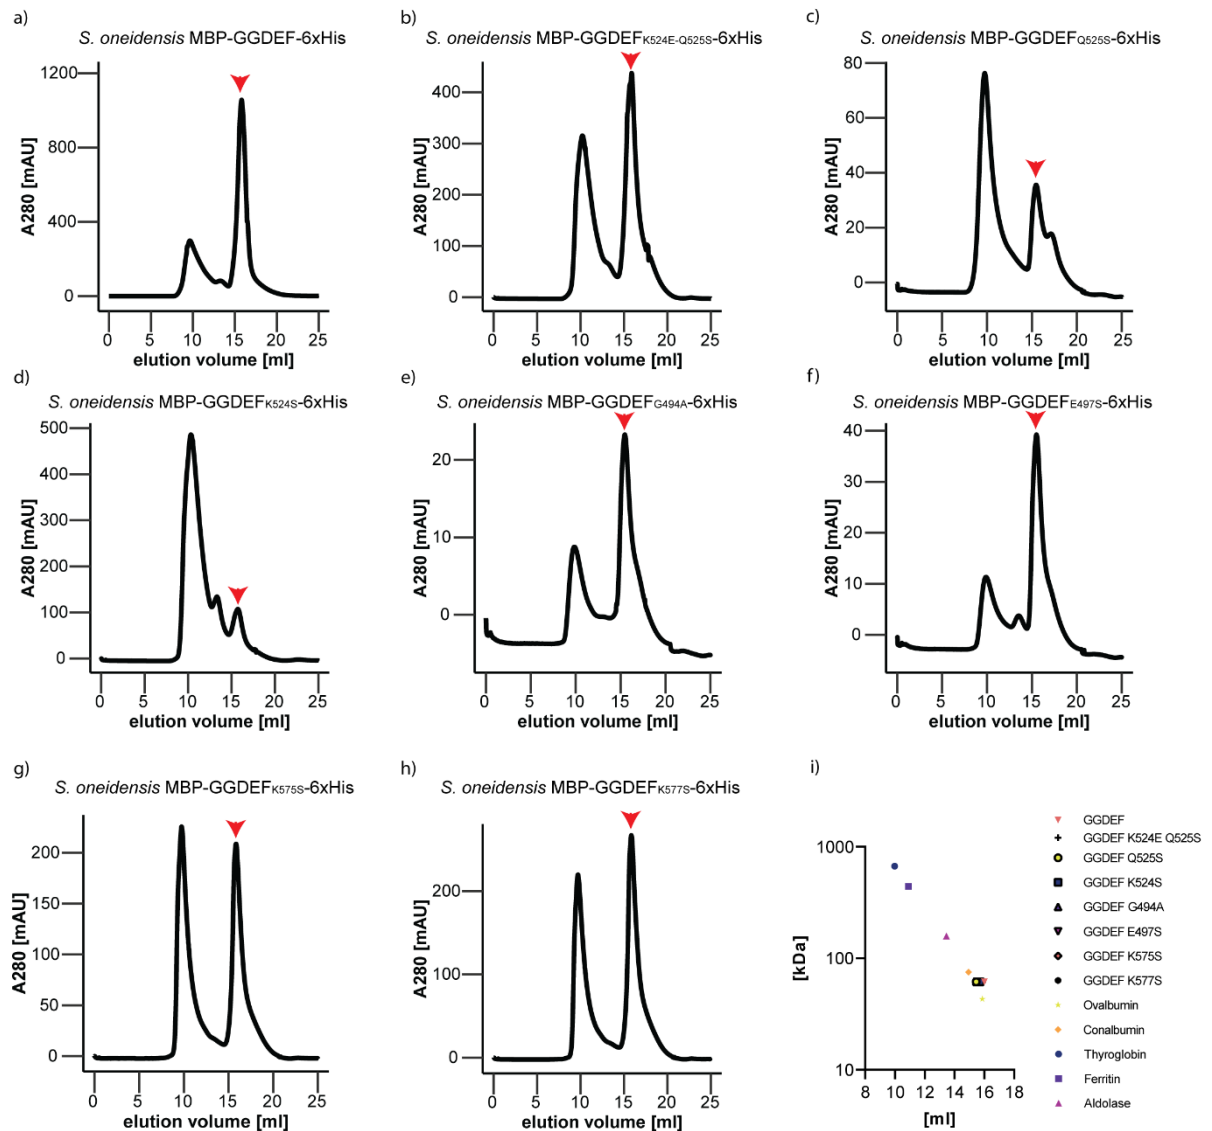 a)
S. oneidensis MBP-GGDEF-6xHis
1200
800
400
0
A280 [mAU]
0 5 10 15 20 25
elution volume [ml]
b)
S. oneidensis MBP-GGDEFK524E-Q525S-6xHis
400
300
200
100
0
A280 [mAU]
0 5 10 15 20 25
elution volume [ml]
c)
S. oneidensis MBP-GGDEFQ525S-6xHis
80
60
40
20
0
A280 [mAU]
0 5 10 15 20 25
elution volume [ml]
d)
S. oneidensis MBP-GGDEFK524S-6xHis
500
400
300
200
100
0
A280 [mAU]
0 5 10 15 20 25
elution volume [ml]
e)
S. oneidensis MBP-GGDEFG494A-6xHis
20
10
0
A280 [mAU]
0 5 10 15 20 25
elution volume [ml]
f)
S. oneidensis MBP-GGDEFE497S-6xHis
40
30
20
10
0
A280 [mAU]
0 5 10 15 20 25
elution volume [ml]
g)
S. oneidensis MBP-GGDEFK575S-6xHis
200
150
100
50
0
A280 [mAU]
0 5 10 15 20 25
elution volume [ml]
h)
S. oneidensis MBP-GGDEFK577S-6xHis
200
100
0
A280 [mAU]
0 5 10 15 20 25
elution volume [ml]
i)
1000
100
10
[kDa]
8 10 12 14 16 18
[ml]
GGDEF
GGDEF K524E Q525S
GGDEF Q525S
GGDEF K524S
GGDEF G494A
GGDEF E497S
GGDEF K575S
GGDEF K577S
Ovalbumin
Conalbumin
Thyroglobin
Ferritin
Aldolase